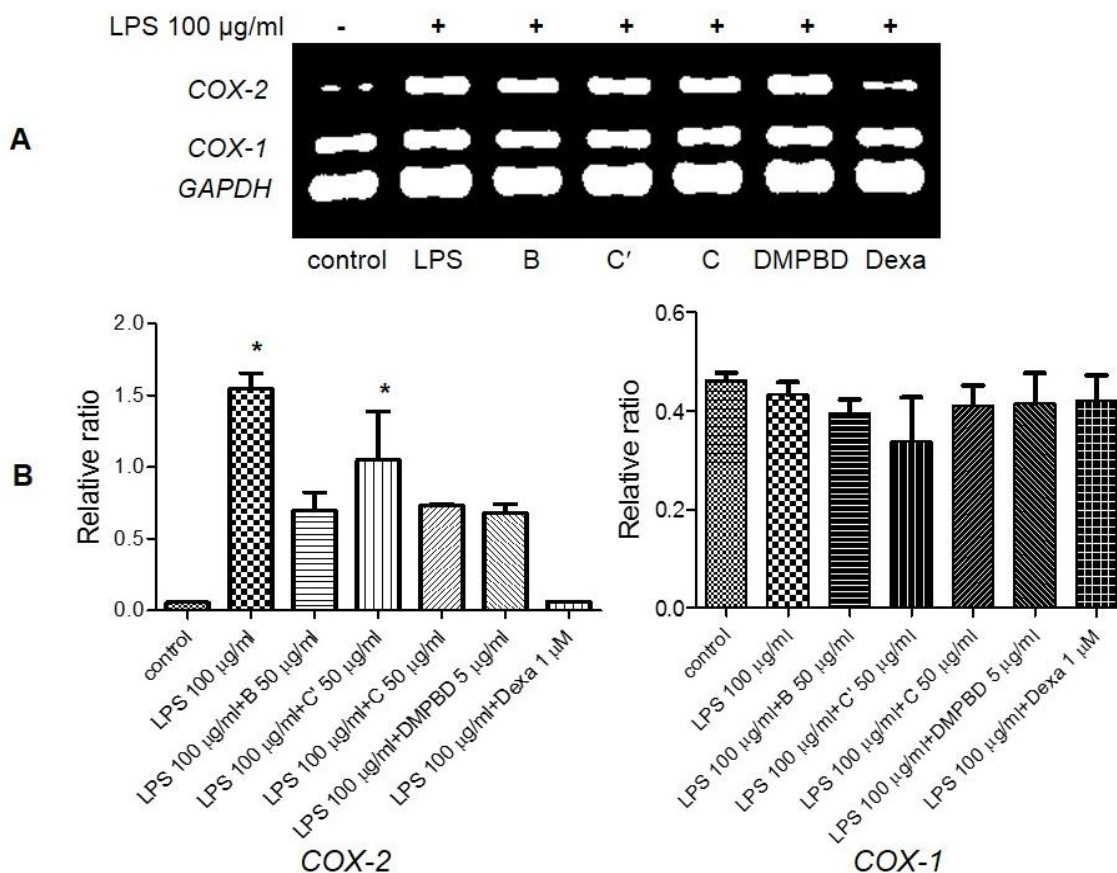 LPS 100 µg/ml - + + + + + +
COX-2
A
COX-1
GAPDH
control LPS B C′ C DMPBD Dexa
B
Relative ratio
2.0
1.5
1.0
0.5
0.0
*
*
control
LPS 100 µg/ml
LPS 100 µg/ml+B 50 µg/ml
LPS 100 µg/ml+C' 50 µg/ml
LPS 100 µg/ml+C 50 µg/ml
LPS 100 µg/ml+DMPBD 5 µg/ml
LPS 100 µg/ml+Dexa 1 µM
COX-2
Relative ratio
0.6
0.4
0.2
0.0
control
LPS 100 µg/ml
LPS 100 µg/ml+B 50 µg/ml
LPS 100 µg/ml+C' 50 µg/ml
LPS 100 µg/ml+C 50 µg/ml
LPS 100 µg/ml+DMPBD 5 µg/ml
LPS 100 µg/ml+Dexa 1 µM
COX-1